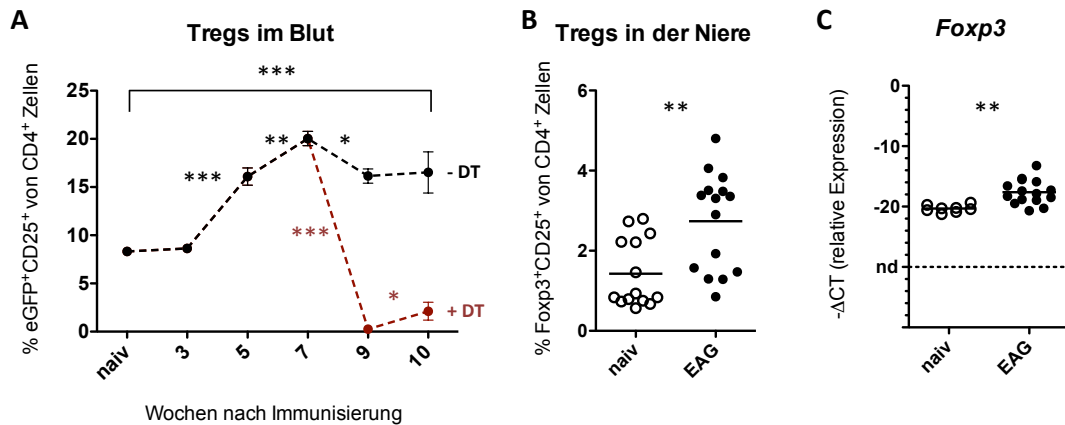 A
Tregs im Blut
% eGFP⁺CD25⁺ von CD4⁺ Zellen
25
20
15
10
5
0
***
***
**
*
***
*
- DT
+ DT
naiv
3
5
7
9
10
Wochen nach Immunisierung
B
Tregs in der Niere
% Foxp3⁺CD25⁺ von CD4⁺ Zellen
6
4
2
0
**
naiv
EAG
C
Foxp3
-ΔCT (relative Expression)
0
-10
-20
nd
**
naiv
EAG